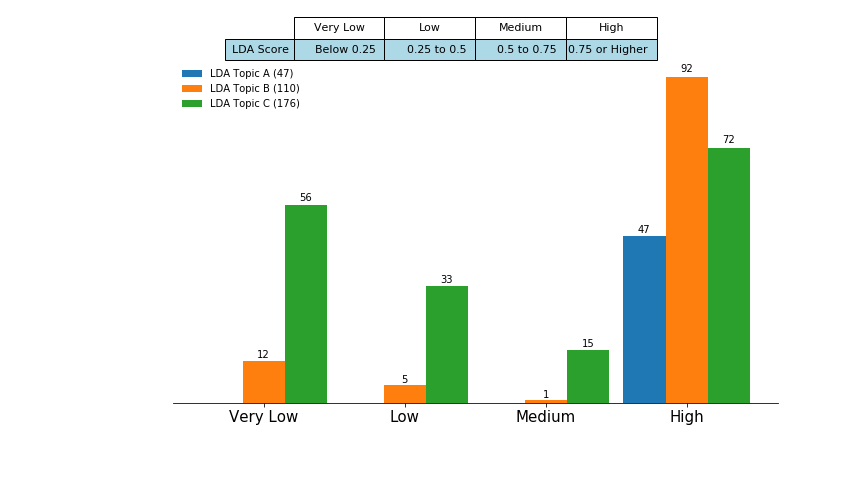 Very Low Low Medium High
LDA Score Below 0.25 0.25 to 0.5 0.5 to 0.75 0.75 or Higher
LDA Topic A (47)
LDA Topic B (110)
LDA Topic C (176)
92
72
56
47
33
12
5
1
15
Very Low Low Medium High